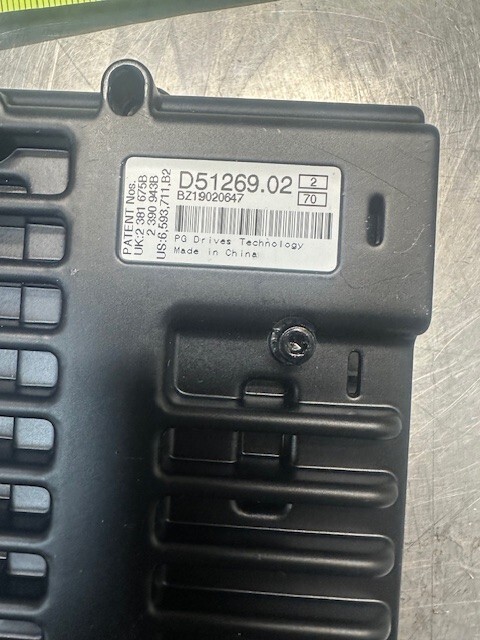 PATENT Nos.
UK:2 381 675B
2 390 943B
US:6,593,711,B2
D51269.02
2
BZ19020647
70
PG Drives Technology
Made in China